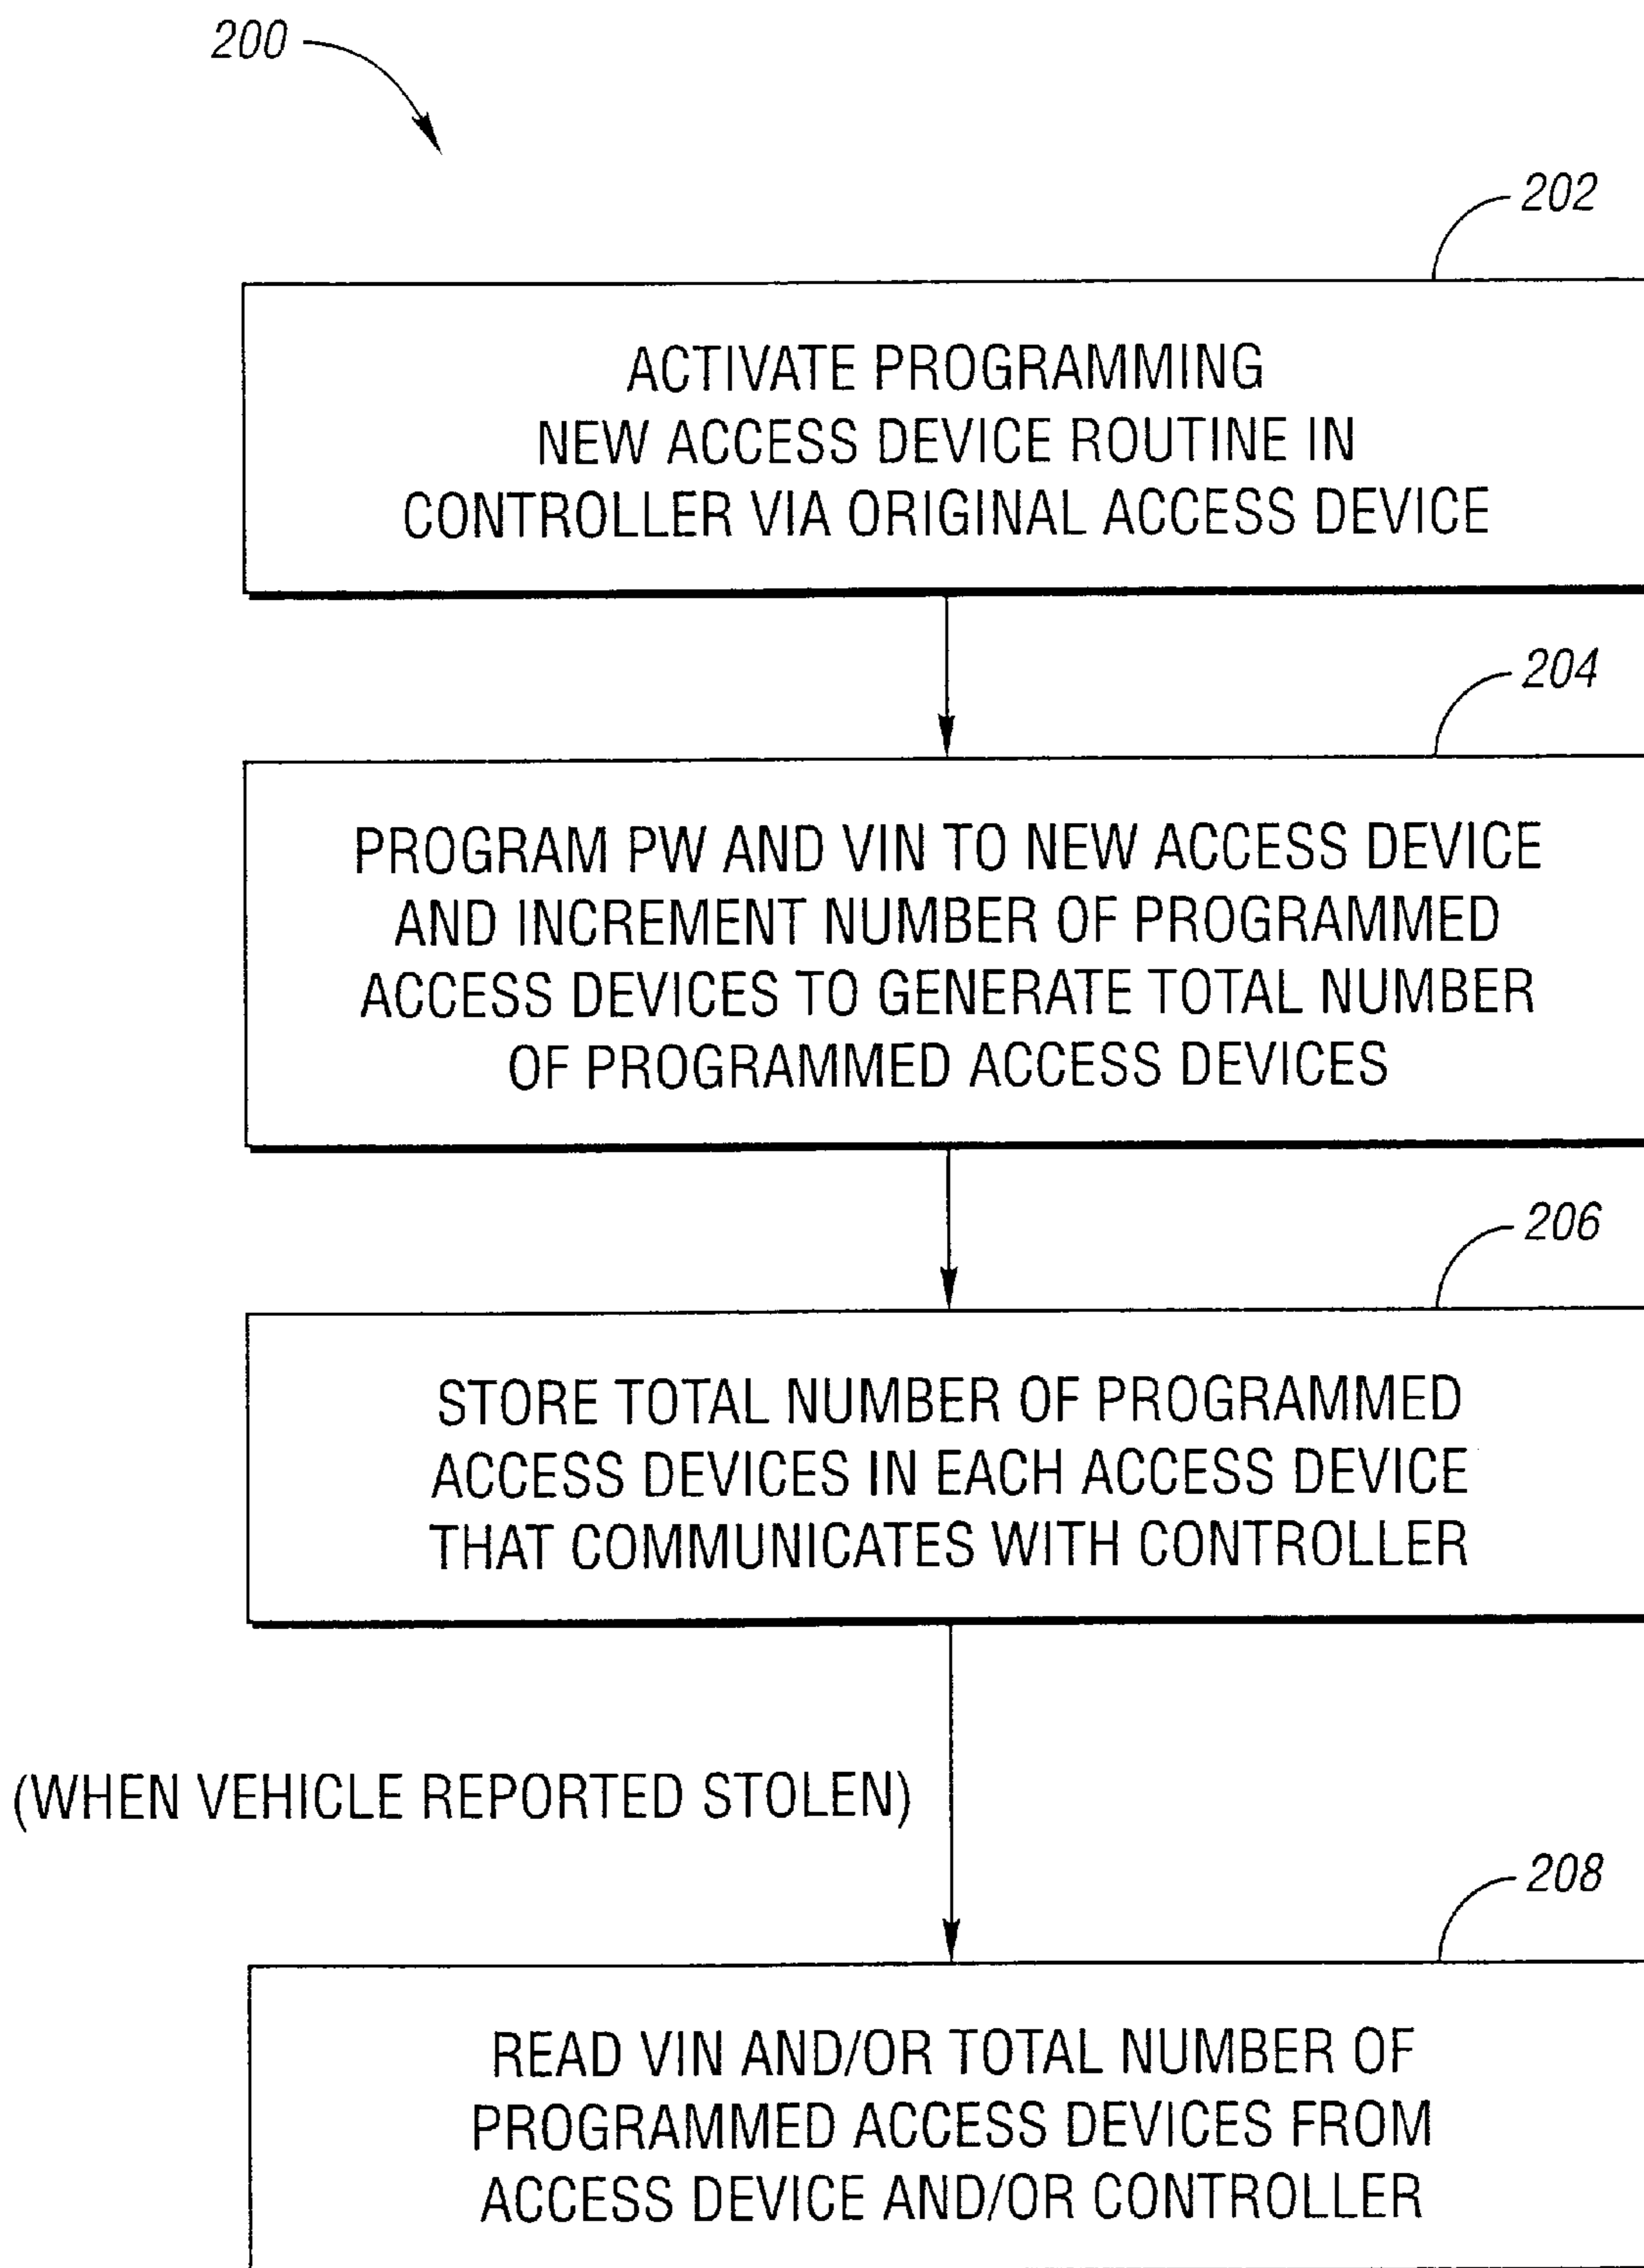 200
202
ACTIVATE PROGRAMMING
NEW ACCESS DEVICE ROUTINE IN
CONTROLLER VIA ORIGINAL ACCESS DEVICE
204
PROGRAM PW AND VIN TO NEW ACCESS DEVICE
AND INCREMENT NUMBER OF PROGRAMMED
ACCESS DEVICES TO GENERATE TOTAL NUMBER
OF PROGRAMMED ACCESS DEVICES
206
STORE TOTAL NUMBER OF PROGRAMMED
ACCESS DEVICES IN EACH ACCESS DEVICE
THAT COMMUNICATES WITH CONTROLLER
(WHEN VEHICLE REPORTED STOLEN)
208
READ VIN AND/OR TOTAL NUMBER OF
PROGRAMMED ACCESS DEVICES FROM
ACCESS DEVICE AND/OR CONTROLLER